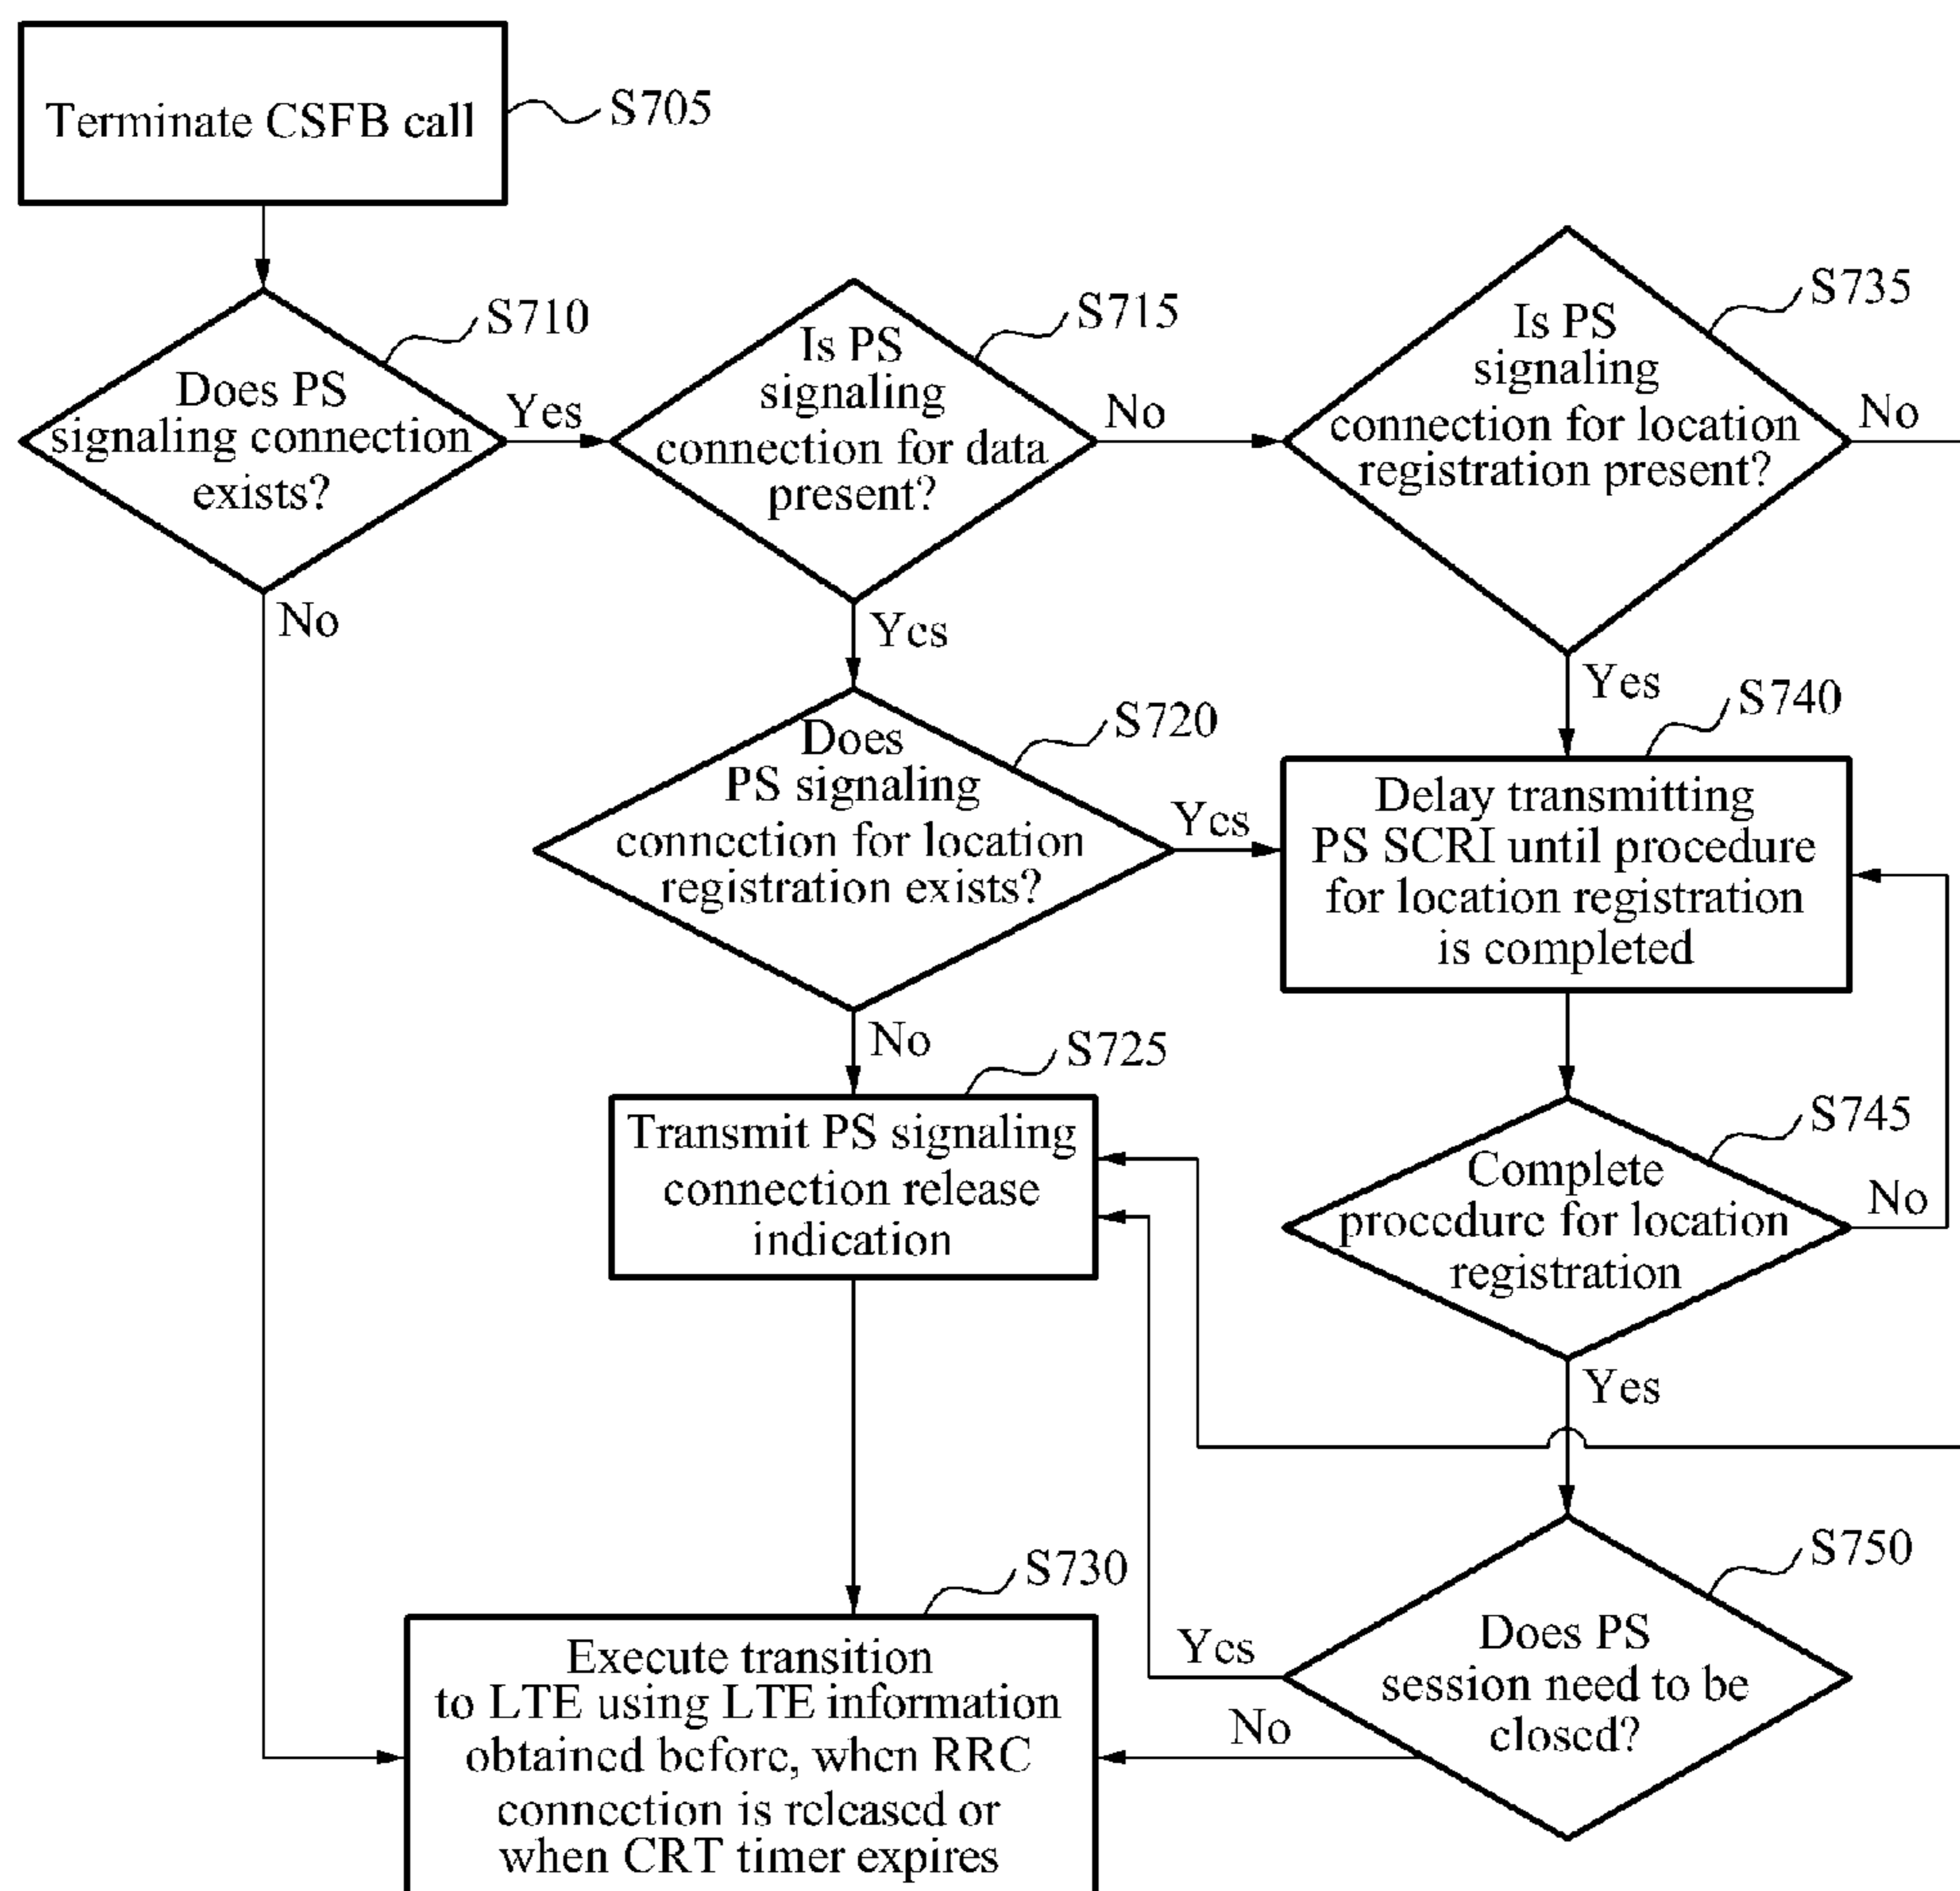 Terminate CSFB call
S705
Does PS
signaling connection
exists?
S710
Yes
No
Is PS
signaling
connection for data
present?
S715
No
Yes
Is PS
signaling
connection for location
registration present?
S735
No
Yes
Does
PS signaling
connection for location
registration exists?
S720
Yes
No
Delay transmitting
PS SCRI until procedure
for location registration
is completed
S740
Transmit PS signaling
connection release
indication
S725
Complete
procedure for location
registration
S745
No
Yes
Does PS
session need to be
closed?
S750
Yes
No
Execute transition
to LTE using LTE information
obtained before, when RRC
connection is released or
when CRT timer expires
S730